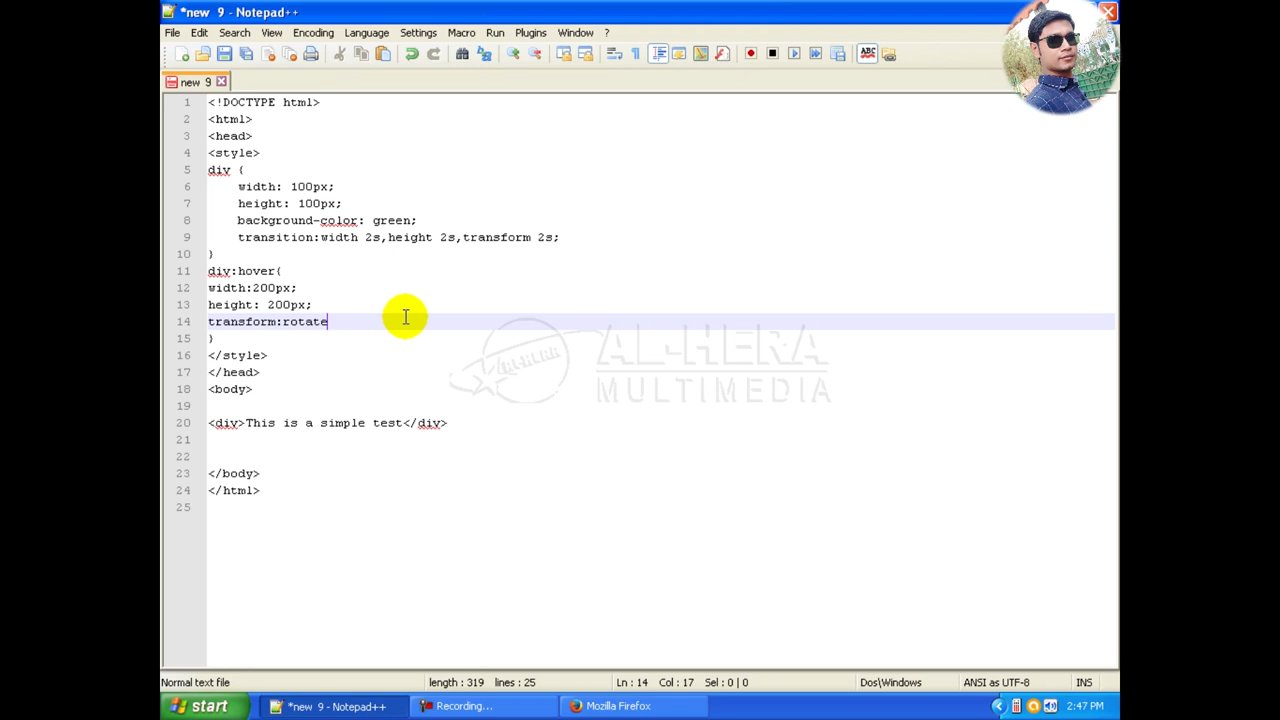 *new 9 - Notepad++
File Edit Search View Encoding Language Settings Macro Run Plugins Window ?
ABC
new 9
1 <!DOCTYPE html>
2 <html>
3 <head>
4 <style>
5 div {
6 width: 100px;
7 height: 100px;
8 background-color: green;
9 transition:width 2s,height 2s,transform 2s;
10 }
11 div:hover{
12 width:200px;
13 height: 200px;
14 transform:rotate
15 }
16 </style>
17 </head>
18 <body>
19
20 <div>This is a simple test</div>
21
22
23 </body>
24 </html>
25
AL-HERA
AL-HERA
MULTIMEDIA
Normal text file length : 319 lines : 25 Ln : 14 Col : 17 Sel : 0 | 0 Dos\Windows ANSI as UTF-8 INS
start *new 9 - Notepad++ Recording... Mozilla Firefox 2:47 PM